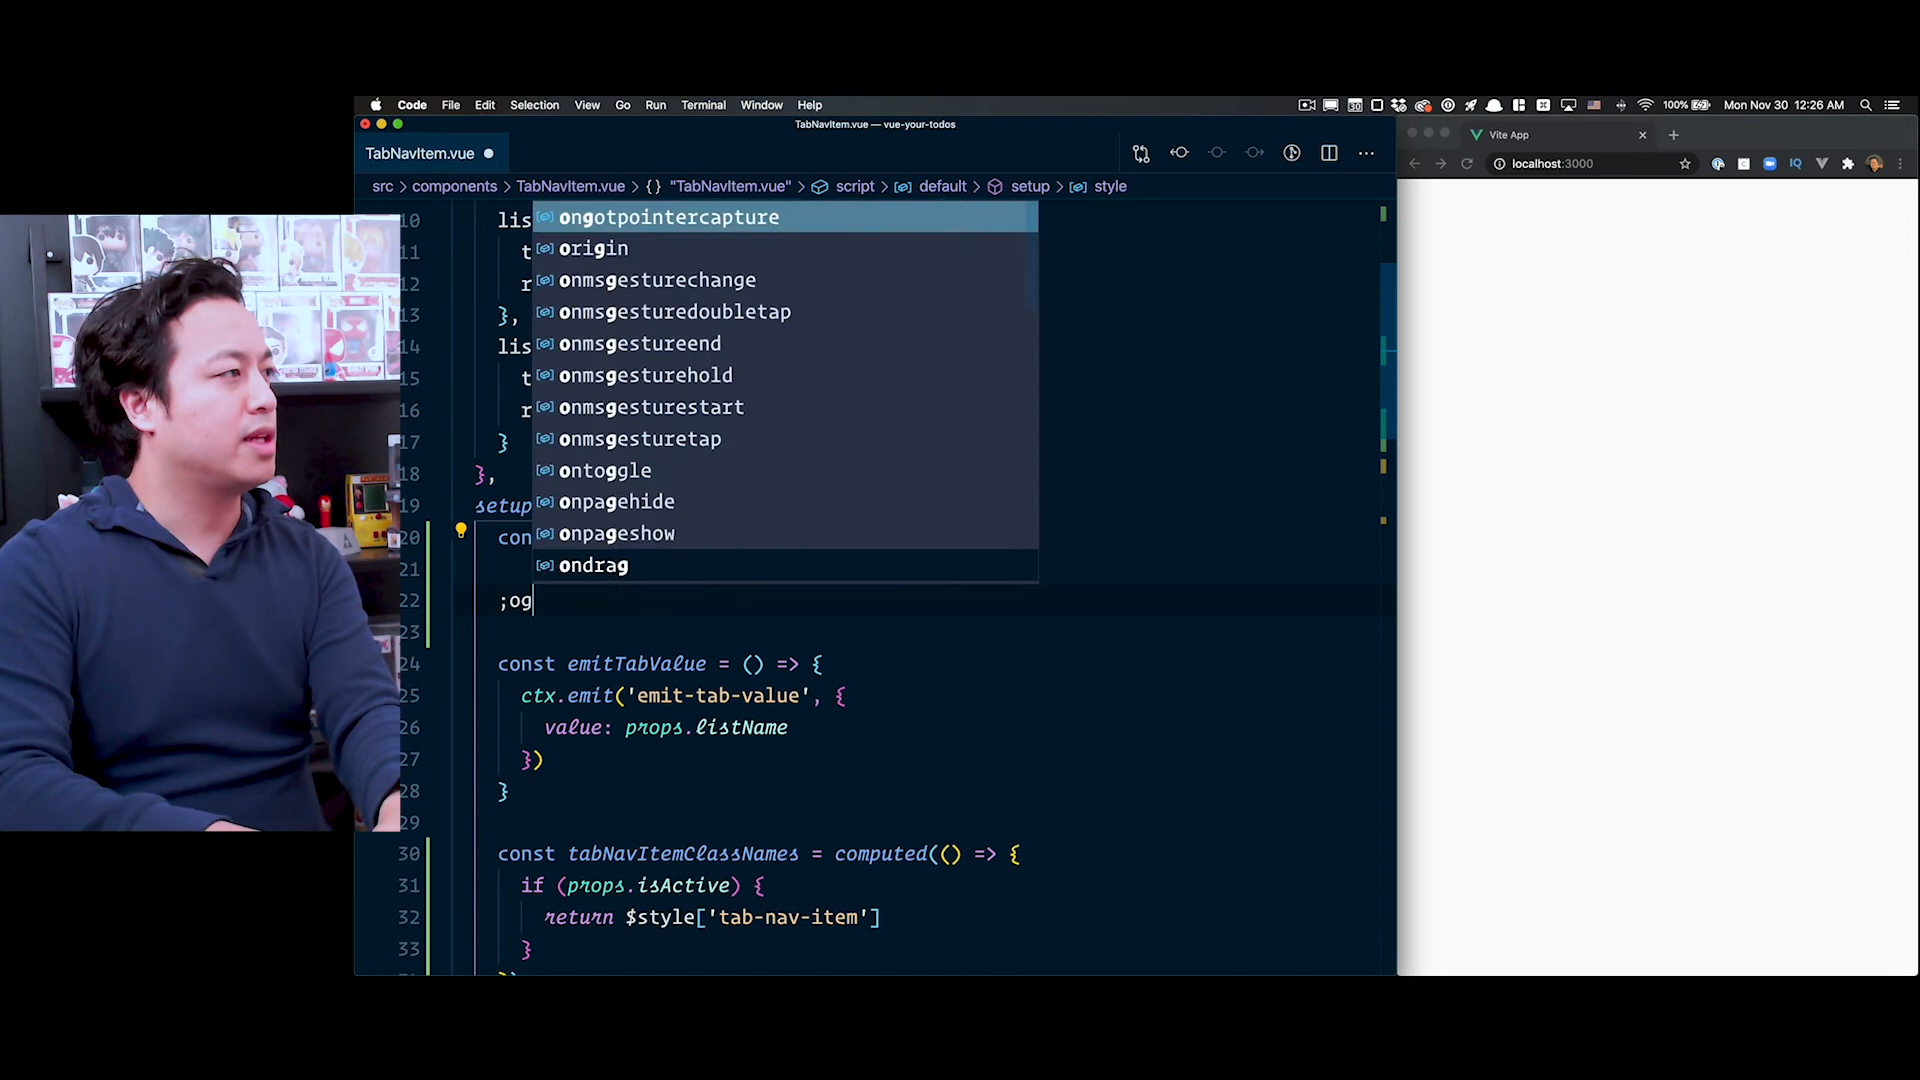 Code File Edit Selection View Go Run Terminal Window Help
100% Mon Nov 30 12:26 AM
TabNavItem.vue — vue-your-todos
TabNavItem.vue
Vite App
localhost:3000
src > components > TabNavItem.vue > {} "TabNavItem.vue" > script > default > setup > style
10 lis
11 t
12 r
13 },
14 lis
15 t
16 r
17 }
18 },
19 setup
20 con
21
22 ;og
23
ongotpointercapture
origin
onmsgesturechange
onmsgesturedoubletap
onmsgestureend
onmsgesturehold
onmsgesturestart
onmsgesturetap
ontoggle
onpagehide
onpageshow
ondrag
24 const emitTabValue = () => {
25 ctx.emit('emit-tab-value', {
26 value: props.listName
27 })
28 }
29
30 const tabNavItemClassNames = computed(() => {
31 if (props.isActive) {
32 return $style['tab-nav-item']
33 }